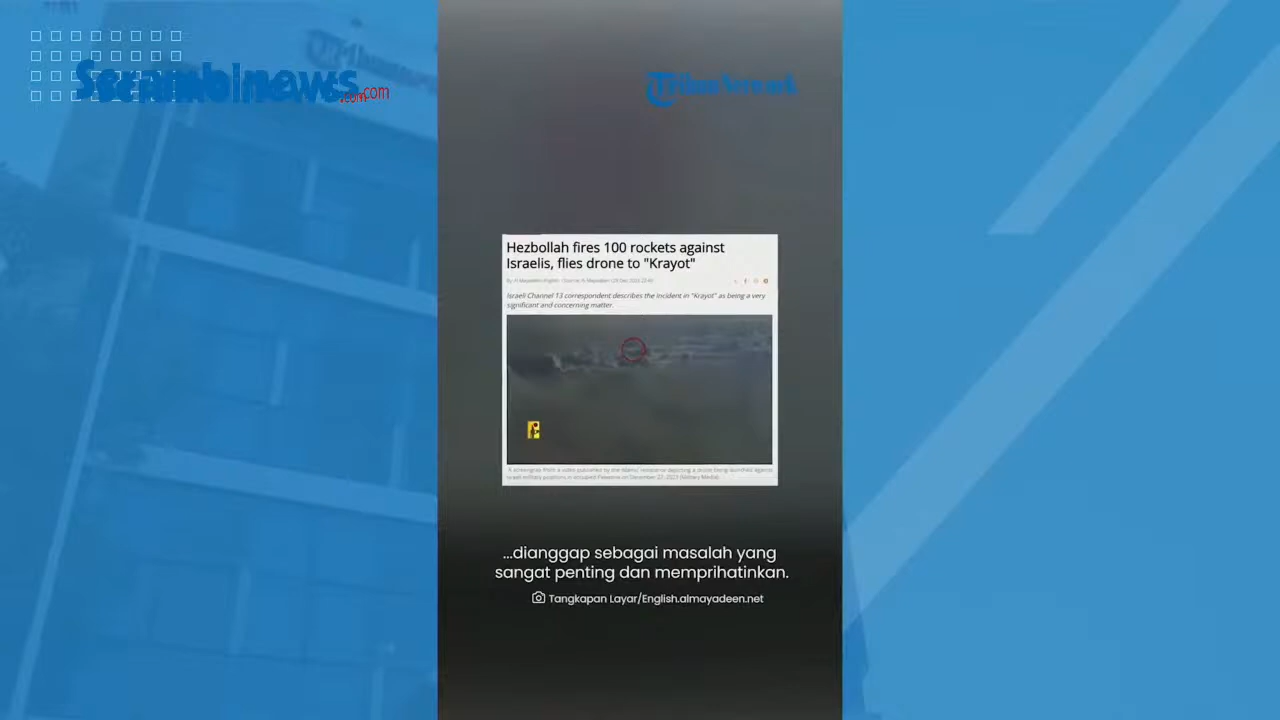 Serambinews
.com
Tribun Network
Hezbollah fires 100 rockets against
Israelis, flies drone to "Krayot"
Israeli Channel 13 correspondent describes the incident in "Krayot" as being a very
significant and concerning matter.
...dianggap sebagai masalah yang
sangat penting dan memprihatinkan.
Tangkapan Layar/English.almayadeen.net